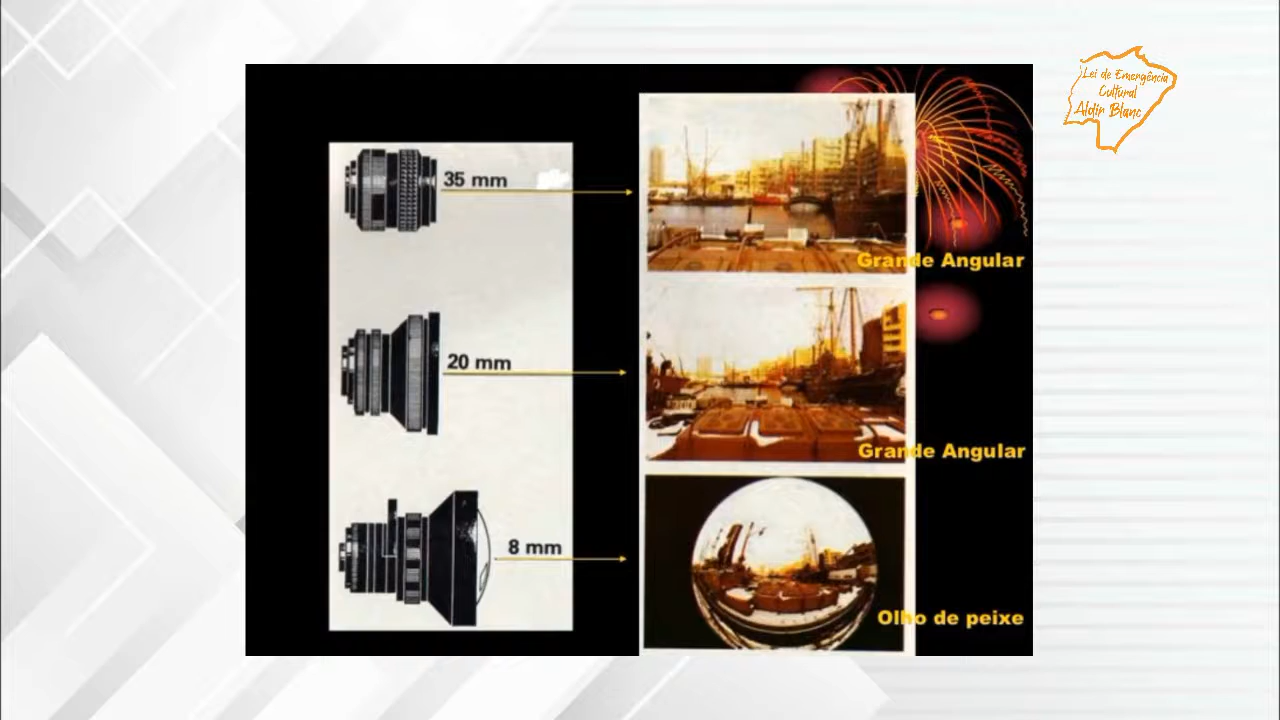 Lei de Emergência
Cultural
Aldir Blanc
35 mm
Grande Angular
20 mm
Grande Angular
8 mm
Olho de peixe